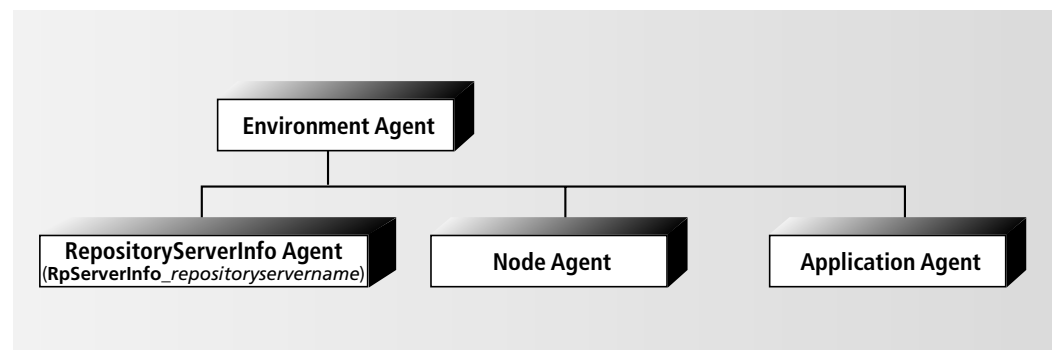 Environment Agent
RepositoryServerInfo Agent
(RpServerInfo_repositoryservername)
Node Agent
Application Agent